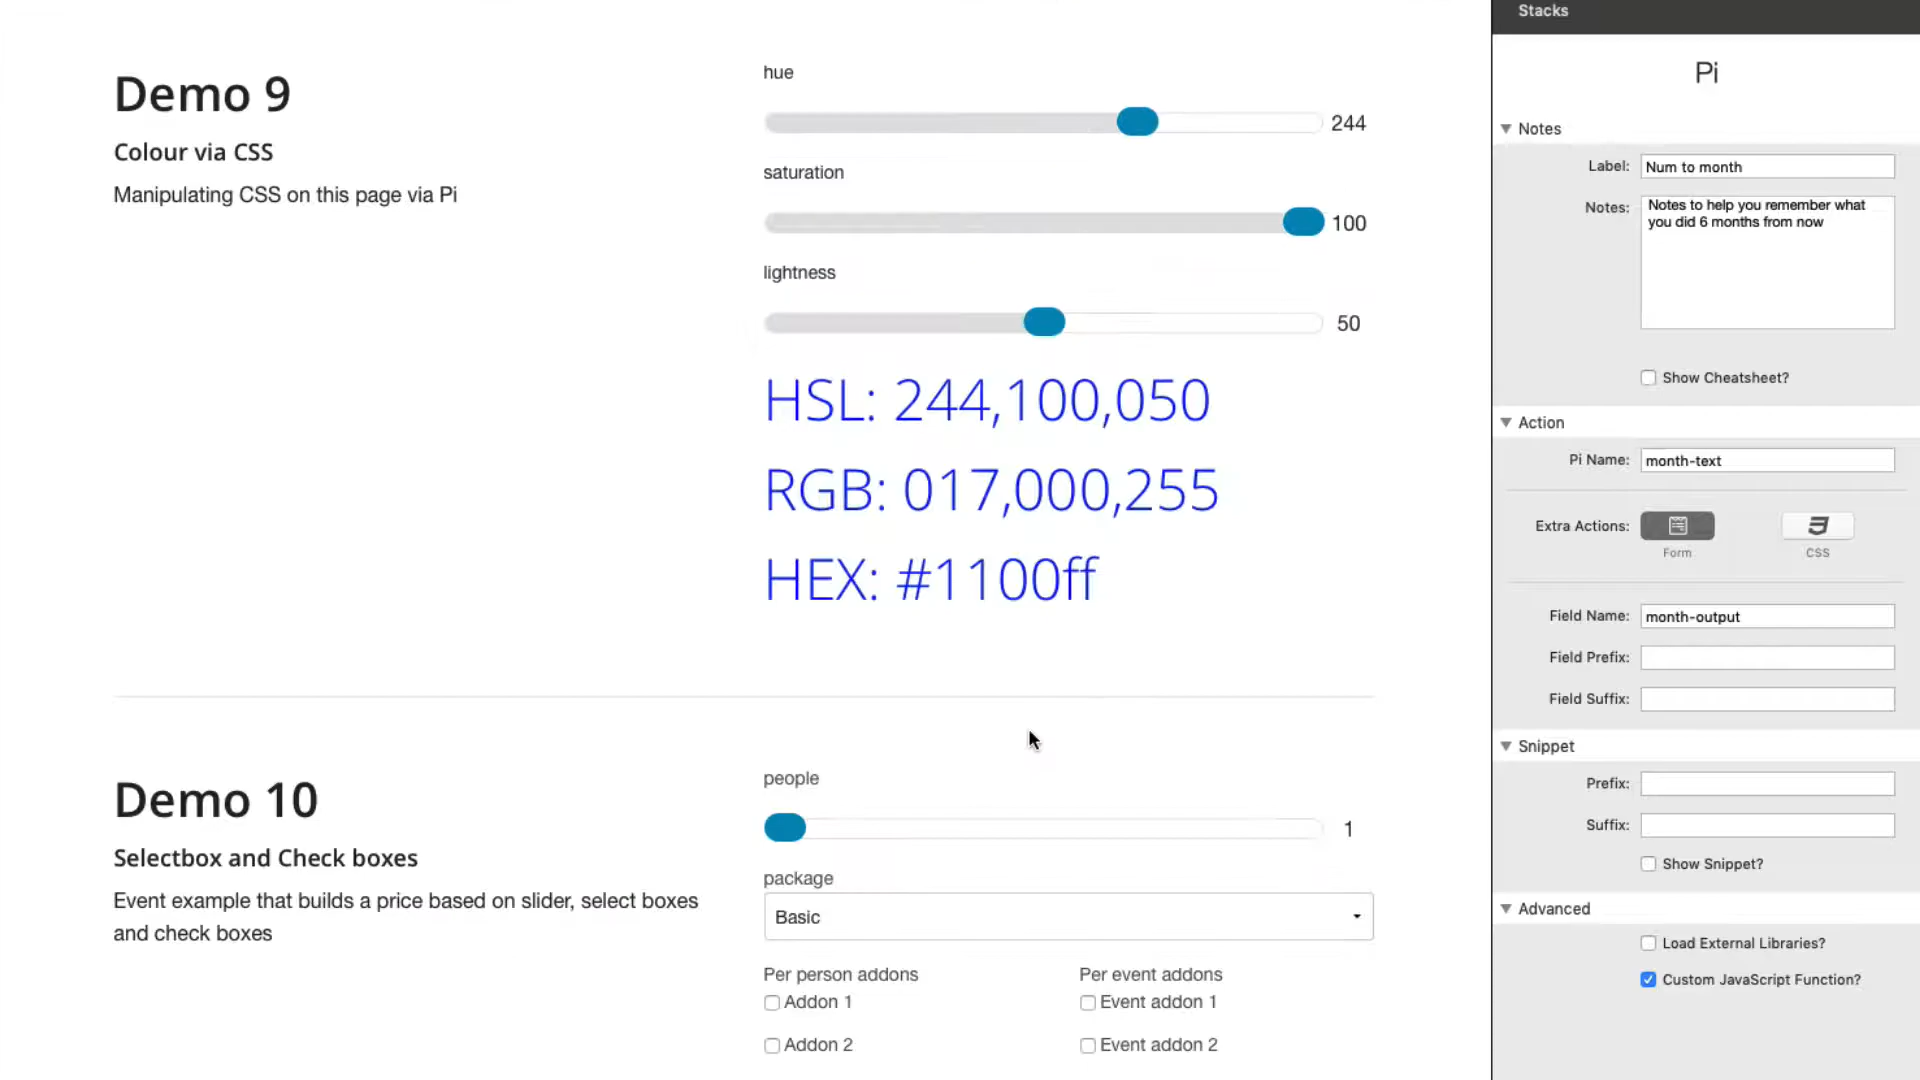 Demo 9
Colour via CSS
Manipulating CSS on this page via Pi
hue
244
saturation
100
lightness
50
HSL: 244,100,050
RGB: 017,000,255
HEX: #1100ff
Demo 10
Selectbox and Check boxes
Event example that builds a price based on slider, select boxes
and check boxes
people
1
package
Basic
Per person addons
Per event addons
Addon 1
Event addon 1
Addon 2
Event addon 2
Stacks
Pi
Notes
Label: Num to month
Notes: Notes to help you remember what
you did 6 months from now
Show Cheatsheet?
Action
Pi Name: month-text
Extra Actions:
Form
CSS
Field Name: month-output
Field Prefix:
Field Suffix:
Snippet
Prefix:
Suffix:
Show Snippet?
Advanced
Load External Libraries?
Custom JavaScript Function?